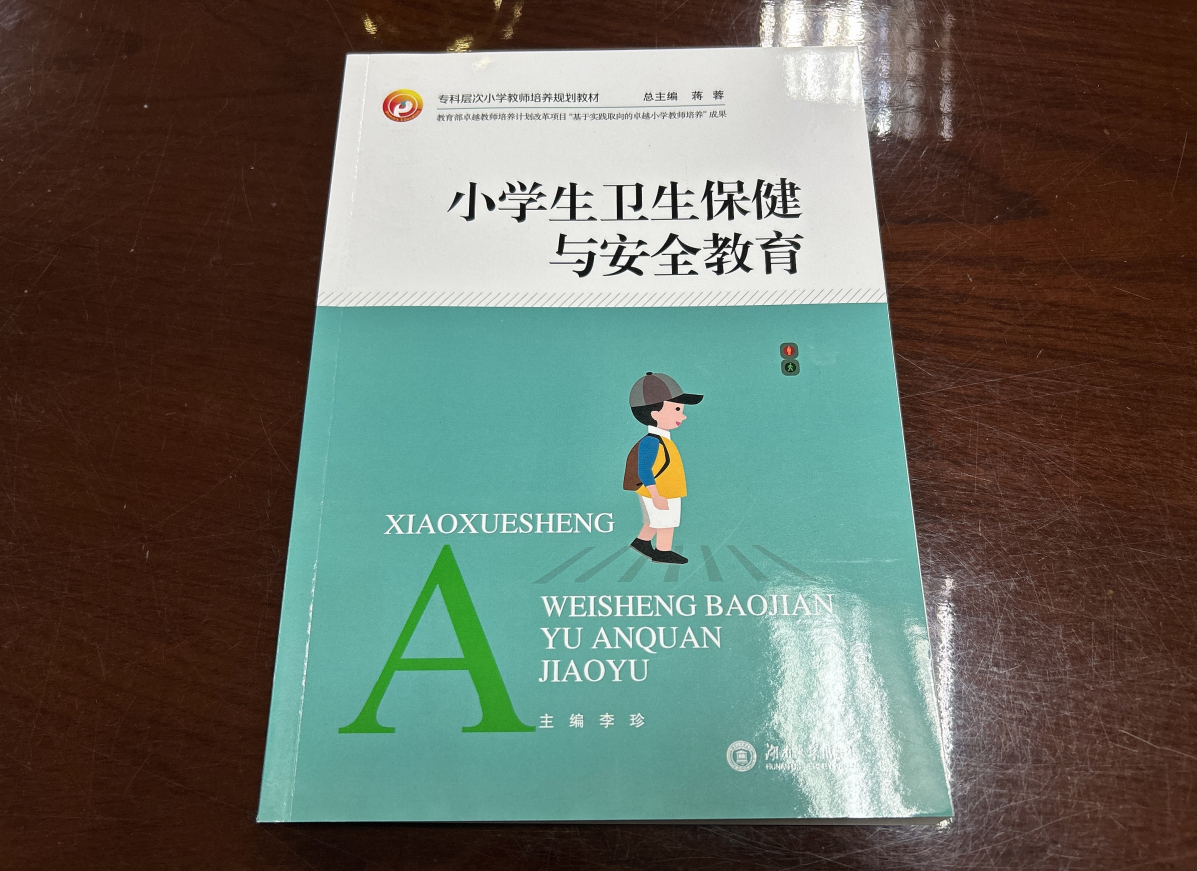 专科层次小学教师培养规划教材 总主编 蒋蓉
教育部卓越教师培养计划改革项目“基于实践取向的卓越小学教师培养”成果
小学生卫生保健
与安全教育
XIAOXUESHENG
A
WEISHENG BAOJIAN
YU ANQUAN
JIAOYU
主 编 李 珍